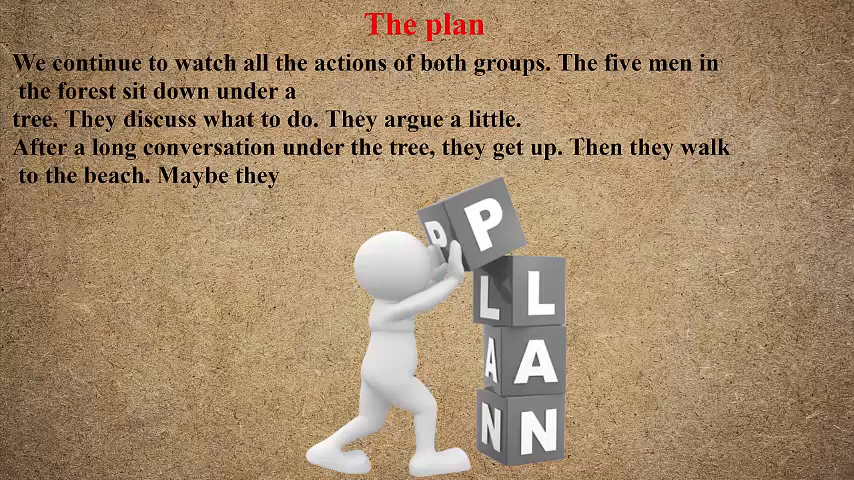 The plan
We continue to watch all the actions of both groups. The five men in
the forest sit down under a
tree. They discuss what to do. They argue a little.
After a long conversation under the tree, they get up. Then they walk
to the beach. Maybe they
P P
L L
A A
N N